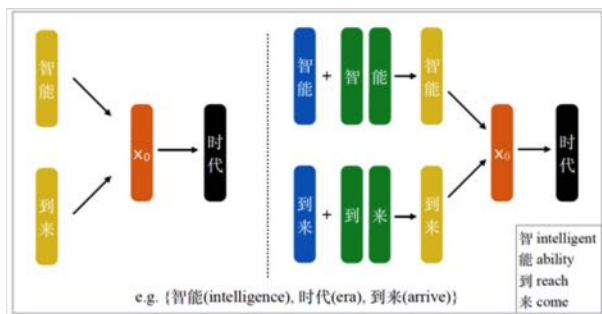 智能
到来
X₀
时代
智能
+
智
能
智能
到来
+
到
来
到来
X₀
时代
智 intelligent
能 ability
到 reach
来 come
e.g. {智能(intelligence), 时代(era), 到来(arrive)}